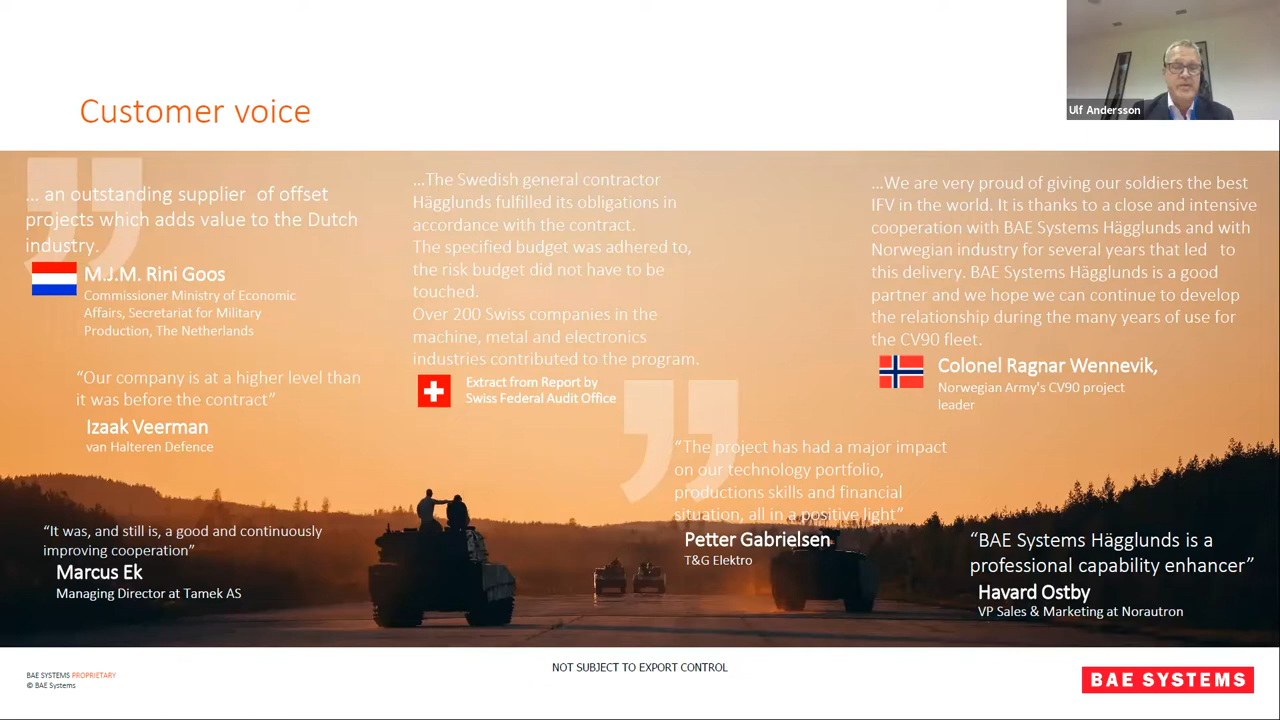 Ulf Andersson
Customer voice
... an outstanding supplier of offset
projects which adds value to the Dutch
industry.
M.J.M. Rini Goos
Commissioner Ministry of Economic
Affairs, Secretariat for Military
Production, The Netherlands
“Our company is at a higher level than
it was before the contract”
Izaak Veerman
van Halteren Defence
“It was, and still is, a good and continuously
improving cooperation”
Marcus Ek
Managing Director at Tamek AS
...The Swedish general contractor
Hägglunds fulfilled its obligations in
accordance with the contract.
The specified budget was adhered to,
the risk budget did not have to be
touched.
Over 200 Swiss companies in the
machine, metal and electronics
industries contributed to the program.
Extract from Report by
Swiss Federal Audit Office
“The project has had a major impact
on our technology portfolio,
productions skills and financial
situation, all in a positive light”
Petter Gabrielsen
T&G Elektro
...We are very proud of giving our soldiers the best
IFV in the world. It is thanks to a close and intensive
cooperation with BAE Systems Hägglunds and with
Norwegian industry for several years that led to
this delivery. BAE Systems Hägglunds is a good
partner and we hope we can continue to develop
the relationship during the many years of use for
the CV90 fleet.
Colonel Ragnar Wennevik,
Norwegian Army's CV90 project
leader
“BAE Systems Hägglunds is a
professional capability enhancer”
Havard Ostby
VP Sales & Marketing at Norautron
BAE SYSTEMS PROPRIETARY
© BAE Systems
NOT SUBJECT TO EXPORT CONTROL
BAE SYSTEMS